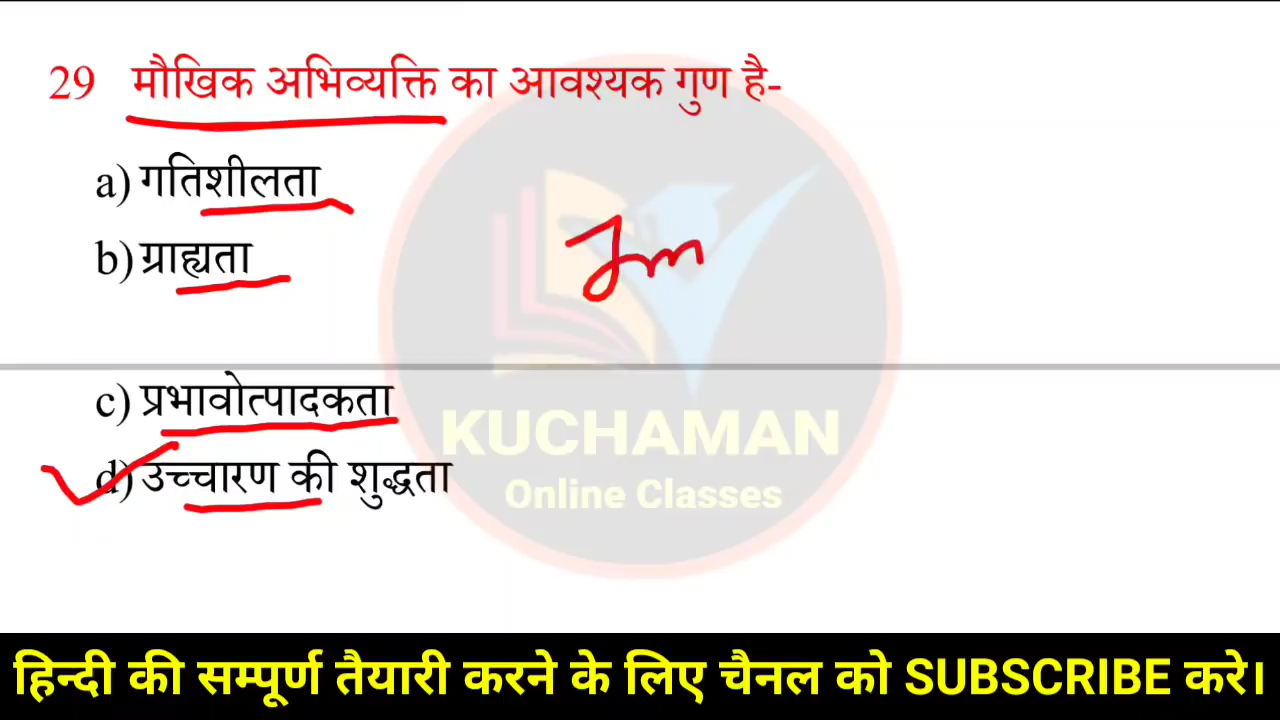 29 मौखिक अभिव्यक्ति का आवश्यक गुण है-
a) गतिशीलता
b) ग्राह्यता
Im
c) प्रभावोत्पादकता
d) उच्चारण की शुद्धता
KUCHAMAN
Online Classes
हिन्दी की सम्पूर्ण तैयारी करने के लिए चैनल को SUBSCRIBE करे।